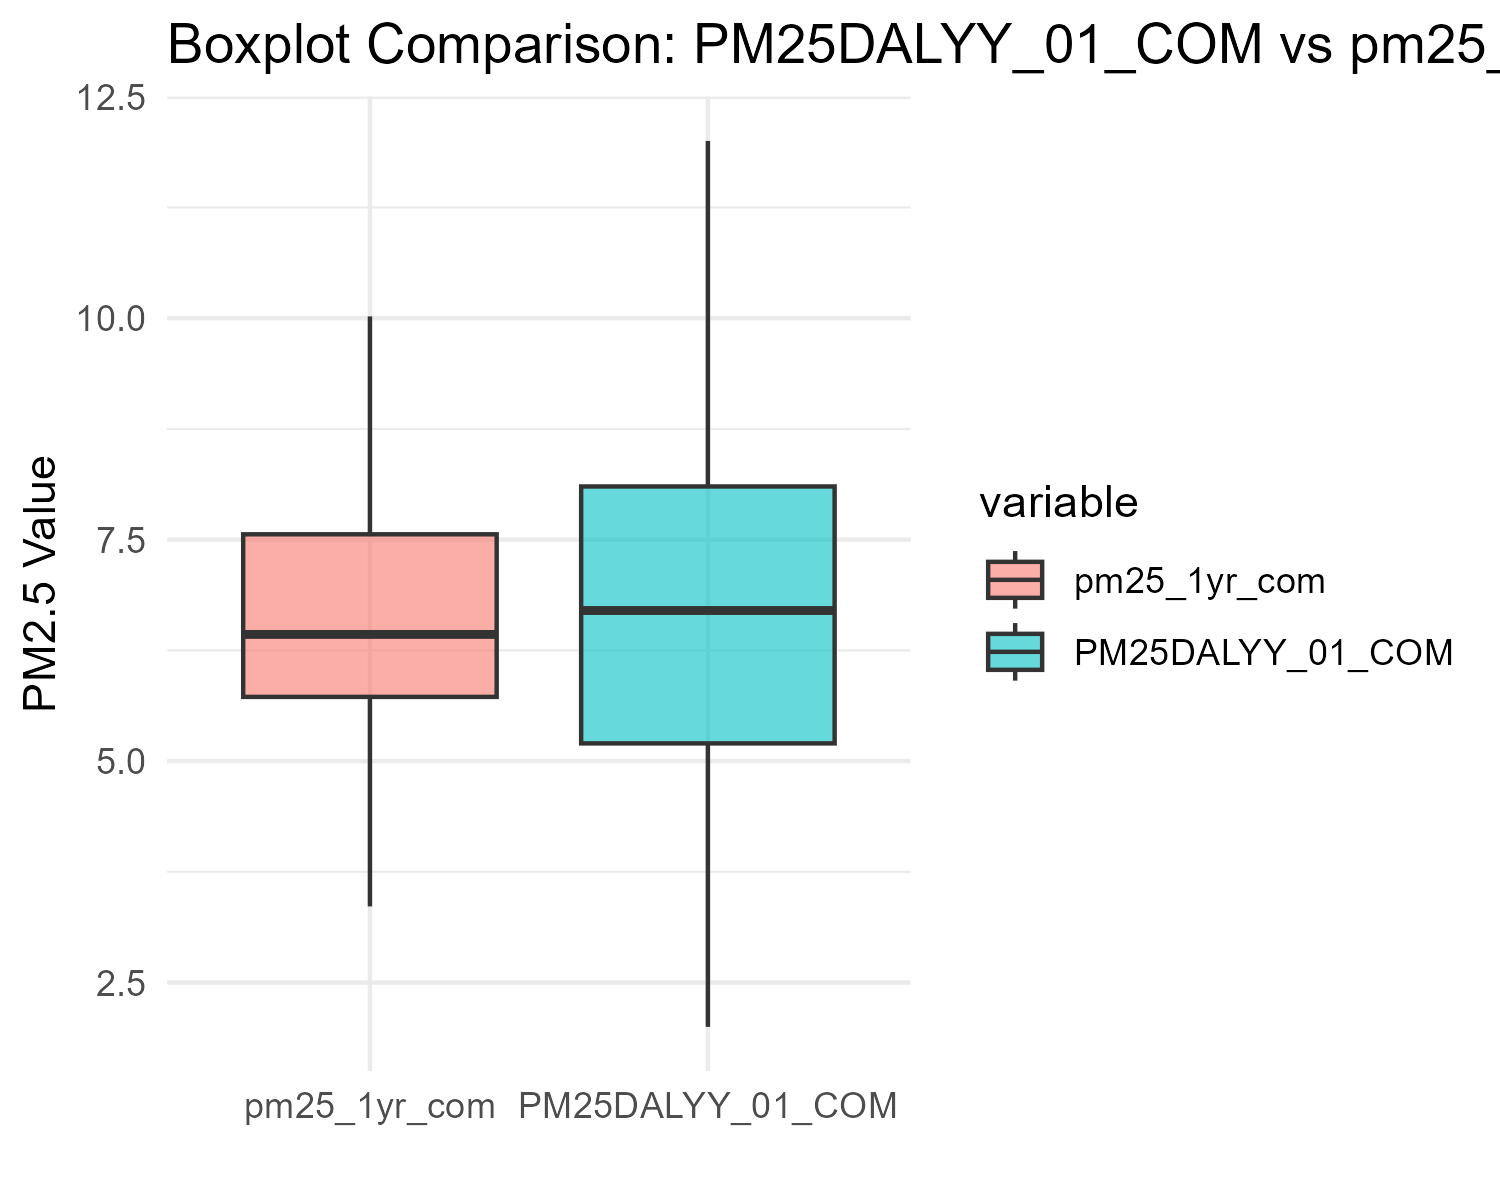 Boxplot Comparison: PM25DALYY_01_COM vs pm25_
12.5
10.0
7.5
5.0
2.5
PM2.5 Value
pm25_1yr_com
PM25DALYY_01_COM
variable
pm25_1yr_com
PM25DALYY_01_COM